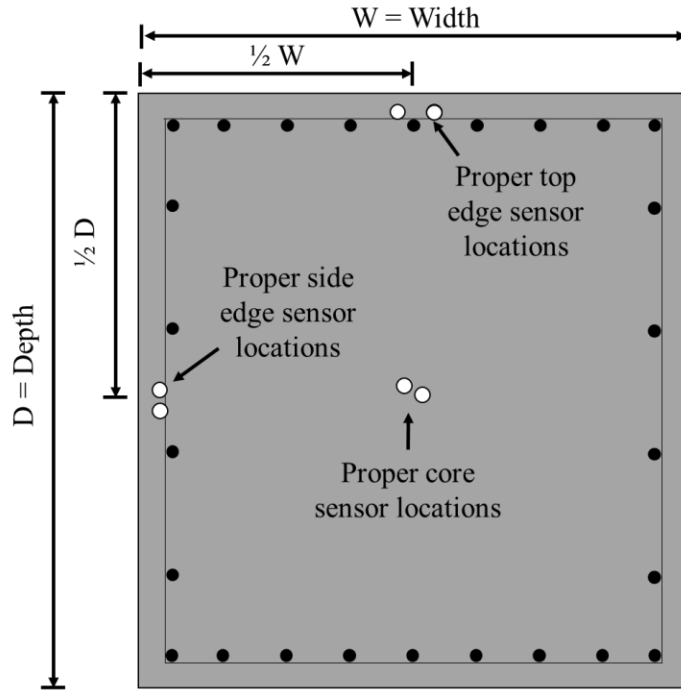 W = Width
½ W
½ D
D = Depth
Proper top
edge sensor
locations
Proper side
edge sensor
locations
Proper core
sensor locations